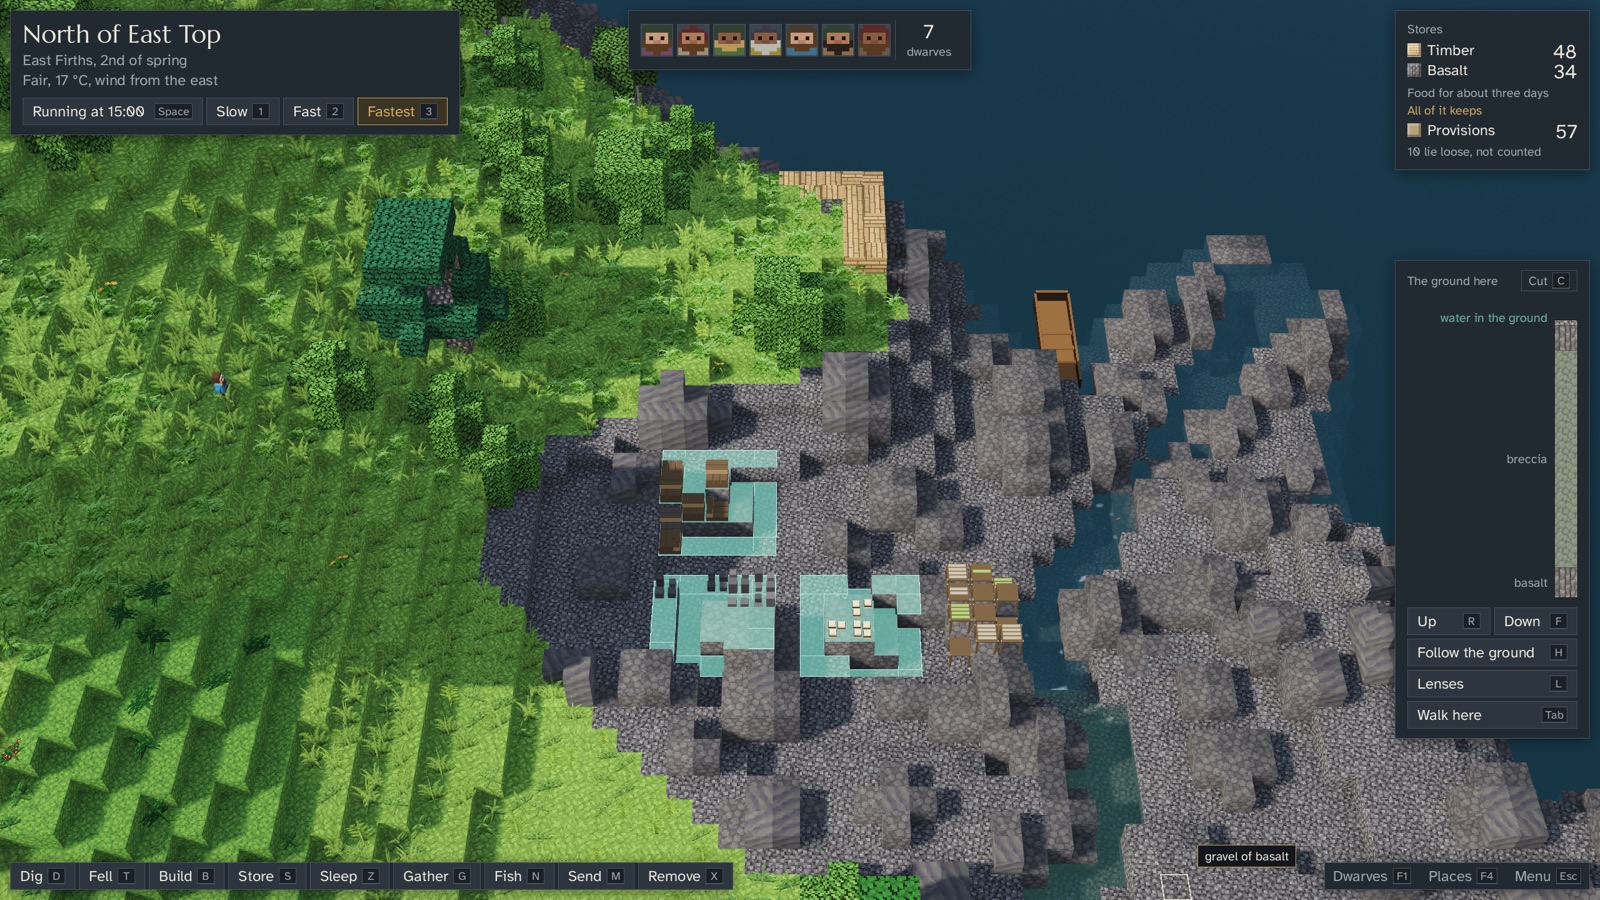 North of East Top
East Firths, 2nd of spring
Fair, 17 °C, wind from the east
Running at 15:00 Space
Slow 1
Fast 2
Fastest 3
7
dwarves
Stores
Timber 48
Basalt 34
Food for about three days
All of it keeps
Provisions 57
10 lie loose, not counted
The ground here
Cut C
water in the ground
breccia
basalt
Up R
Down F
Follow the ground H
Lenses L
Walk here Tab
gravel of basalt
Dig D
Fell T
Build B
Store S
Sleep Z
Gather G
Fish N
Send M
Remove X
Dwarves F1
Places F4
Menu Esc